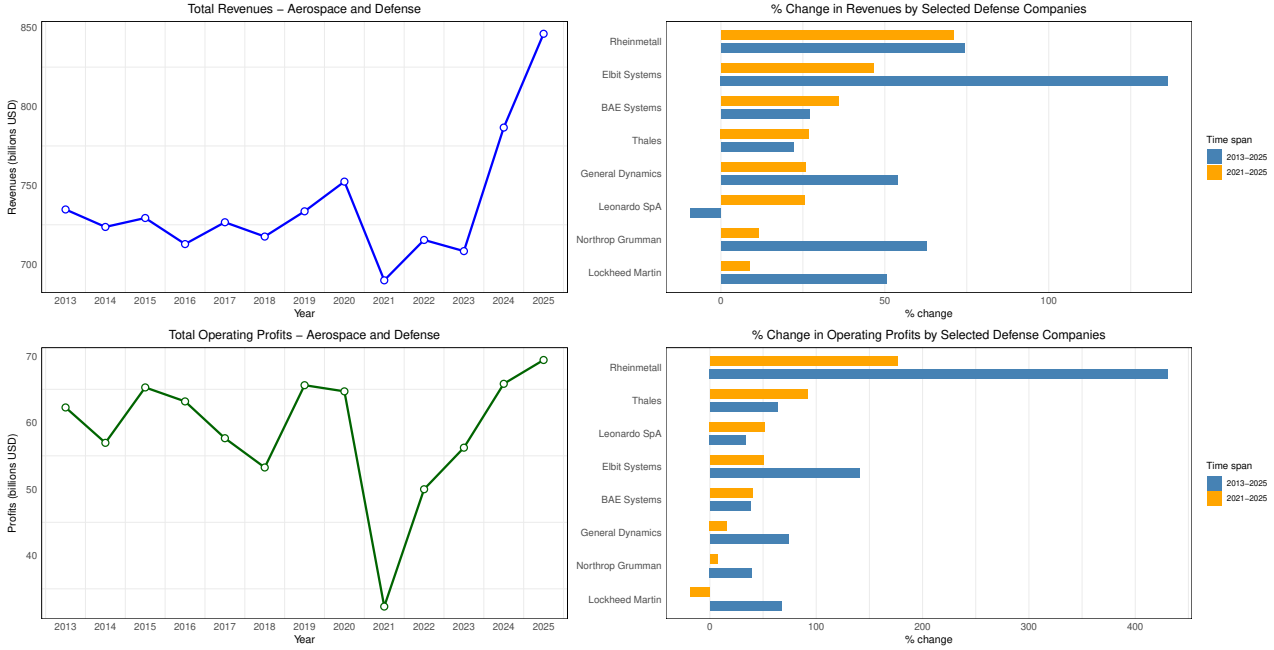 Total Revenues − Aerospace and Defense
Revenues (billions USD)
850
800
750
700
2013 2014 2015 2016 2017 2018 2019 2020 2021 2022 2023 2024 2025
Year
% Change in Revenues by Selected Defense Companies
Rheinmetall
Elbit Systems
BAE Systems
Thales
General Dynamics
Leonardo SpA
Northrop Grumman
Lockheed Martin
0 50 100
% change
Time span
2013−2025
2021−2025
Total Operating Profits − Aerospace and Defense
Profits (billions USD)
70
60
50
40
2013 2014 2015 2016 2017 2018 2019 2020 2021 2022 2023 2024 2025
Year
% Change in Operating Profits by Selected Defense Companies
Rheinmetall
Thales
Leonardo SpA
Elbit Systems
BAE Systems
General Dynamics
Northrop Grumman
Lockheed Martin
0 100 200 300 400
% change
Time span
2013−2025
2021−2025